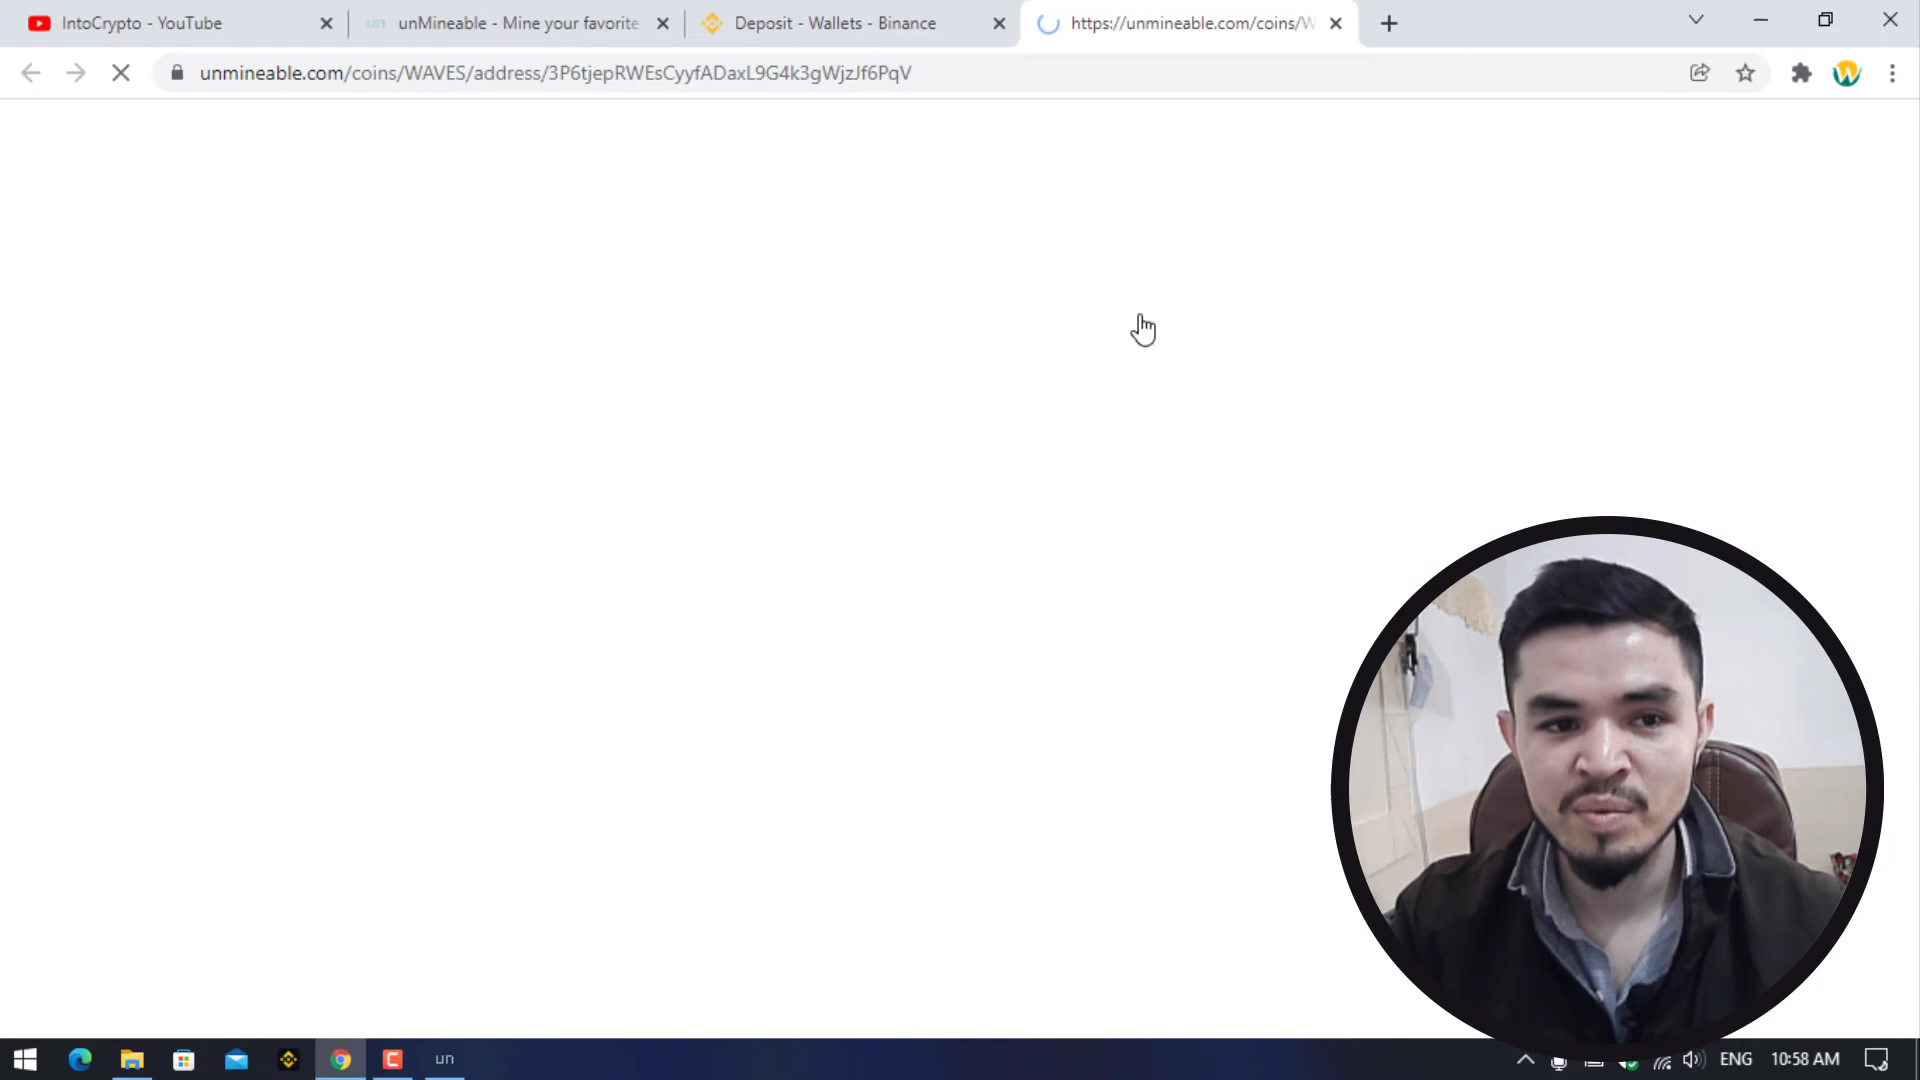 IntoCrypto - YouTube
un unMineable - Mine your favorite
Deposit - Wallets - Binance
https://unmineable.com/coins/W
unmineable.com/coins/WAVES/address/3P6tjepRWEsCyyfADaxL9G4k3gWjzJf6PqV
un
ENG
10:58 AM